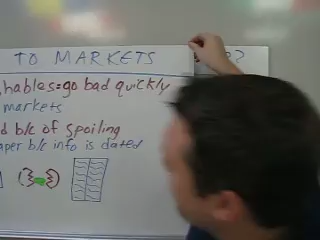 TO MARKETS ?
hables=go bad quickly
markets
d b/c of spoiling
aper b/c info is dated